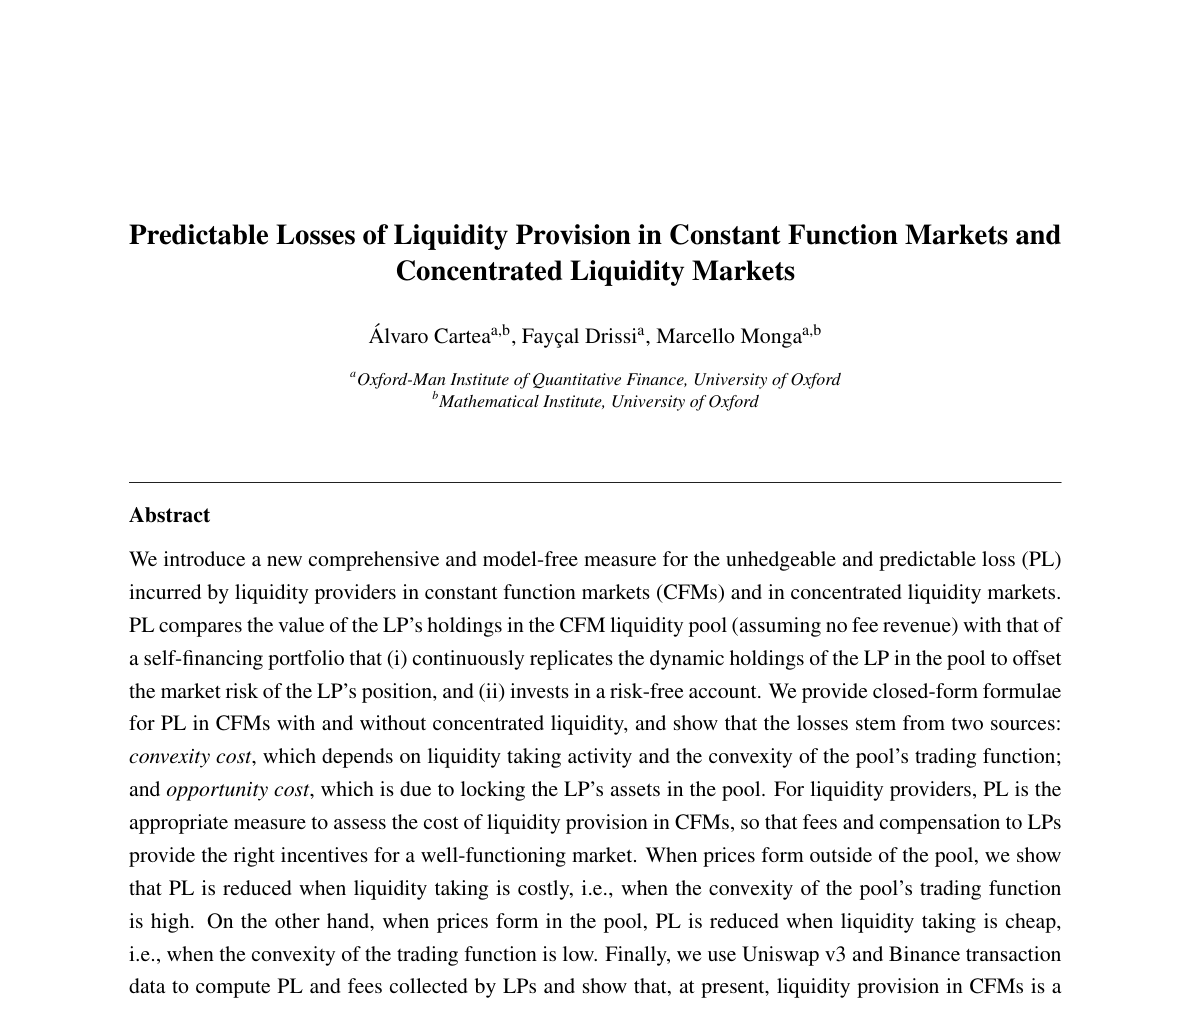 Predictable Losses of Liquidity Provision in Constant Function Markets and
Concentrated Liquidity Markets
Álvaro Cartea^a,b, Fayçal Drissi^a, Marcello Monga^a,b
^aOxford-Man Institute of Quantitative Finance, University of Oxford
^bMathematical Institute, University of Oxford
Abstract
We introduce a new comprehensive and model-free measure for the unhedgeable and predictable loss (PL)
incurred by liquidity providers in constant function markets (CFMs) and in concentrated liquidity markets.
PL compares the value of the LP's holdings in the CFM liquidity pool (assuming no fee revenue) with that of
a self-financing portfolio that (i) continuously replicates the dynamic holdings of the LP in the pool to offset
the market risk of the LP's position, and (ii) invests in a risk-free account. We provide closed-form formulae
for PL in CFMs with and without concentrated liquidity, and show that the losses stem from two sources:
convexity cost, which depends on liquidity taking activity and the convexity of the pool's trading function;
and opportunity cost, which is due to locking the LP's assets in the pool. For liquidity providers, PL is the
appropriate measure to assess the cost of liquidity provision in CFMs, so that fees and compensation to LPs
provide the right incentives for a well-functioning market. When prices form outside of the pool, we show
that PL is reduced when liquidity taking is costly, i.e., when the convexity of the pool's trading function
is high. On the other hand, when prices form in the pool, PL is reduced when liquidity taking is cheap,
i.e., when the convexity of the trading function is low. Finally, we use Uniswap v3 and Binance transaction
data to compute PL and fees collected by LPs and show that, at present, liquidity provision in CFMs is a